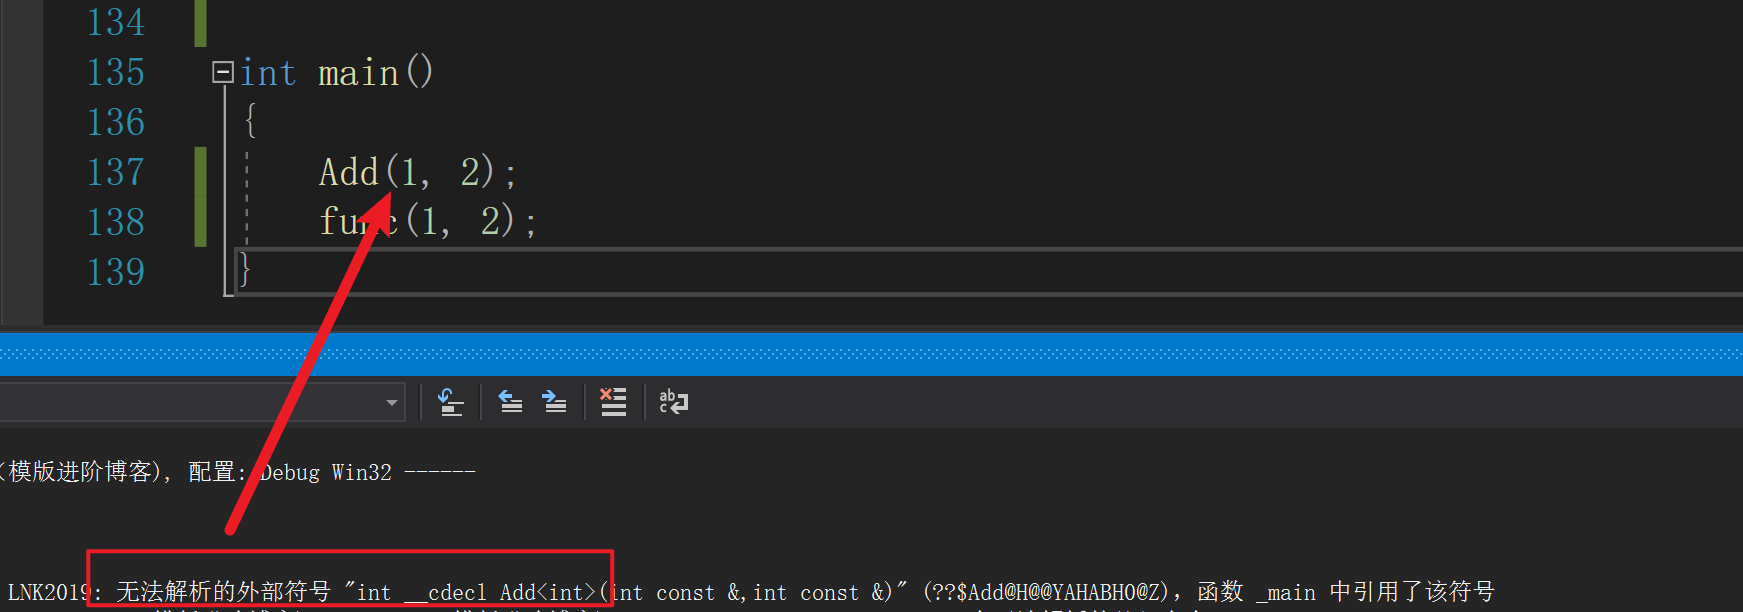 134
135 int main()
136 {
137 Add(1, 2);
138 func(1, 2);
139 }
ab
c
(模版进阶博客), 配置: Debug Win32 ------
LNK2019: 无法解析的外部符号 "int __cdecl Add<int>(int const &,int const &)" (??$Add@H@@YAHABH0@Z), 函数 _main 中引用了该符号